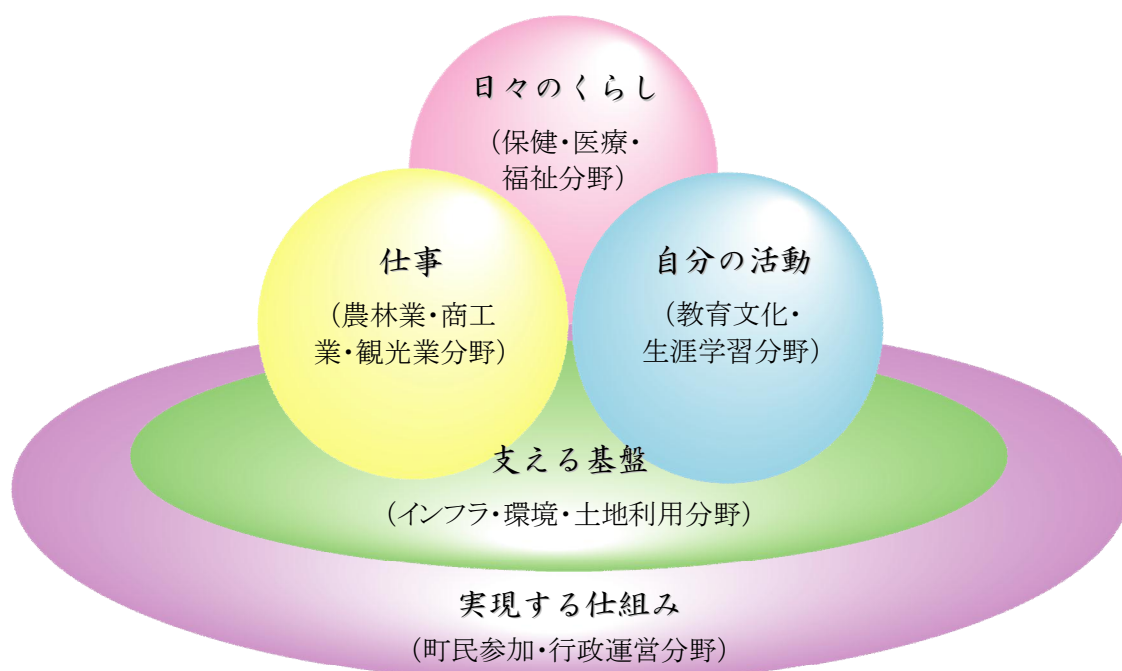 日々のくらし
(保健・医療・
福祉分野)
仕事
(農林業・商工
業・観光業分野)
自分の活動
(教育文化・
生涯学習分野)
支える基盤
(インフラ・環境・土地利用分野)
実現する仕組み
(町民参加・行政運営分野)